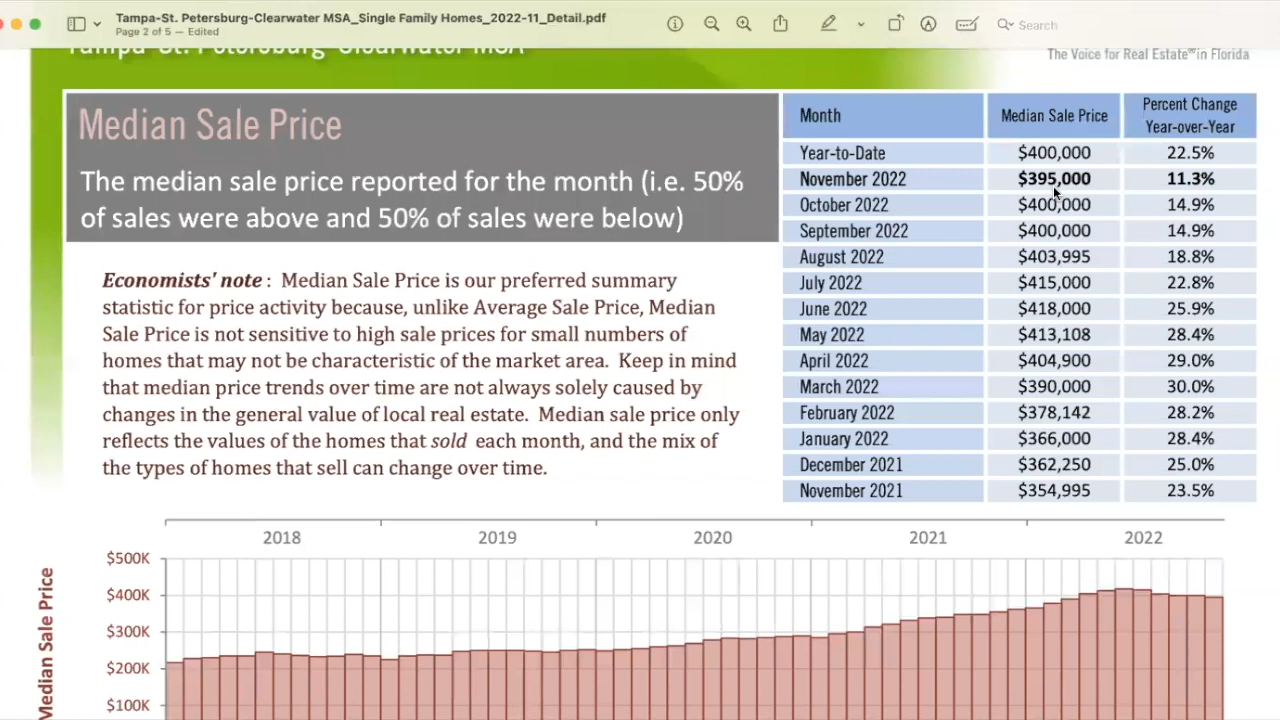 Tampa-St. Petersburg-Clearwater MSA_Single Family Homes_2022-11_Detail.pdf
Page 2 of 5 — Edited
Search
Tampa-St. Petersburg-Clearwater MSA
The Voice for Real Estate® in Florida
Median Sale Price
The median sale price reported for the month (i.e. 50%
of sales were above and 50% of sales were below)
Economists' note : Median Sale Price is our preferred summary
statistic for price activity because, unlike Average Sale Price, Median
Sale Price is not sensitive to high sale prices for small numbers of
homes that may not be characteristic of the market area. Keep in mind
that median price trends over time are not always solely caused by
changes in the general value of local real estate. Median sale price only
reflects the values of the homes that sold each month, and the mix of
the types of homes that sell can change over time.
Month Median Sale Price Percent Change Year-over-Year
Year-to-Date $400,000 22.5%
November 2022 $395,000 11.3%
October 2022 $400,000 14.9%
September 2022 $400,000 14.9%
August 2022 $403,995 18.8%
July 2022 $415,000 22.8%
June 2022 $418,000 25.9%
May 2022 $413,108 28.4%
April 2022 $404,900 29.0%
March 2022 $390,000 30.0%
February 2022 $378,142 28.2%
January 2022 $366,000 28.4%
December 2021 $362,250 25.0%
November 2021 $354,995 23.5%
2018 2019 2020 2021 2022
Median Sale Price
$500K
$400K
$300K
$200K
$100K